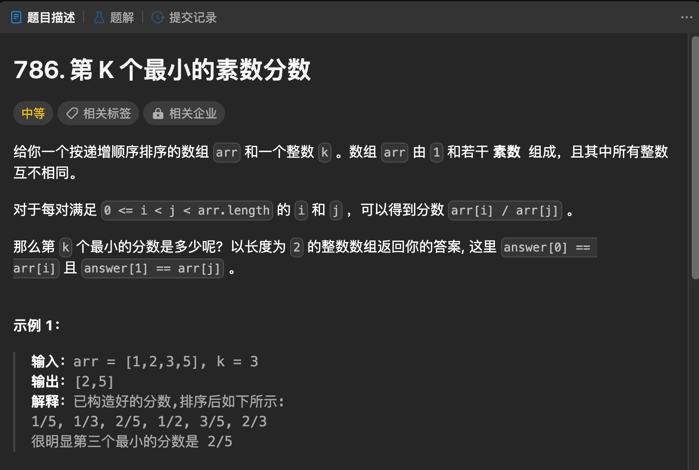 题目描述 题解 提交记录 ...
786. 第 K 个最小的素数分数
中等 相关标签 相关企业
给你一个按递增顺序排序的数组 arr 和一个整数 k 。数组 arr 由 1 和若干 素数 组成，且其中所有整数
互不相同。
对于每对满足 0 <= i < j < arr.length 的 i 和 j ，可以得到分数 arr[i] / arr[j] 。
那么第 k 个最小的分数是多少呢? 以长度为 2 的整数数组返回你的答案, 这里 answer[0] ==
arr[i] 且 answer[1] == arr[j] 。
示例 1：
输入：arr = [1,2,3,5], k = 3
输出：[2,5]
解释：已构造好的分数,排序后如下所示:
1/5, 1/3, 2/5, 1/2, 3/5, 2/3
很明显第三个最小的分数是 2/5